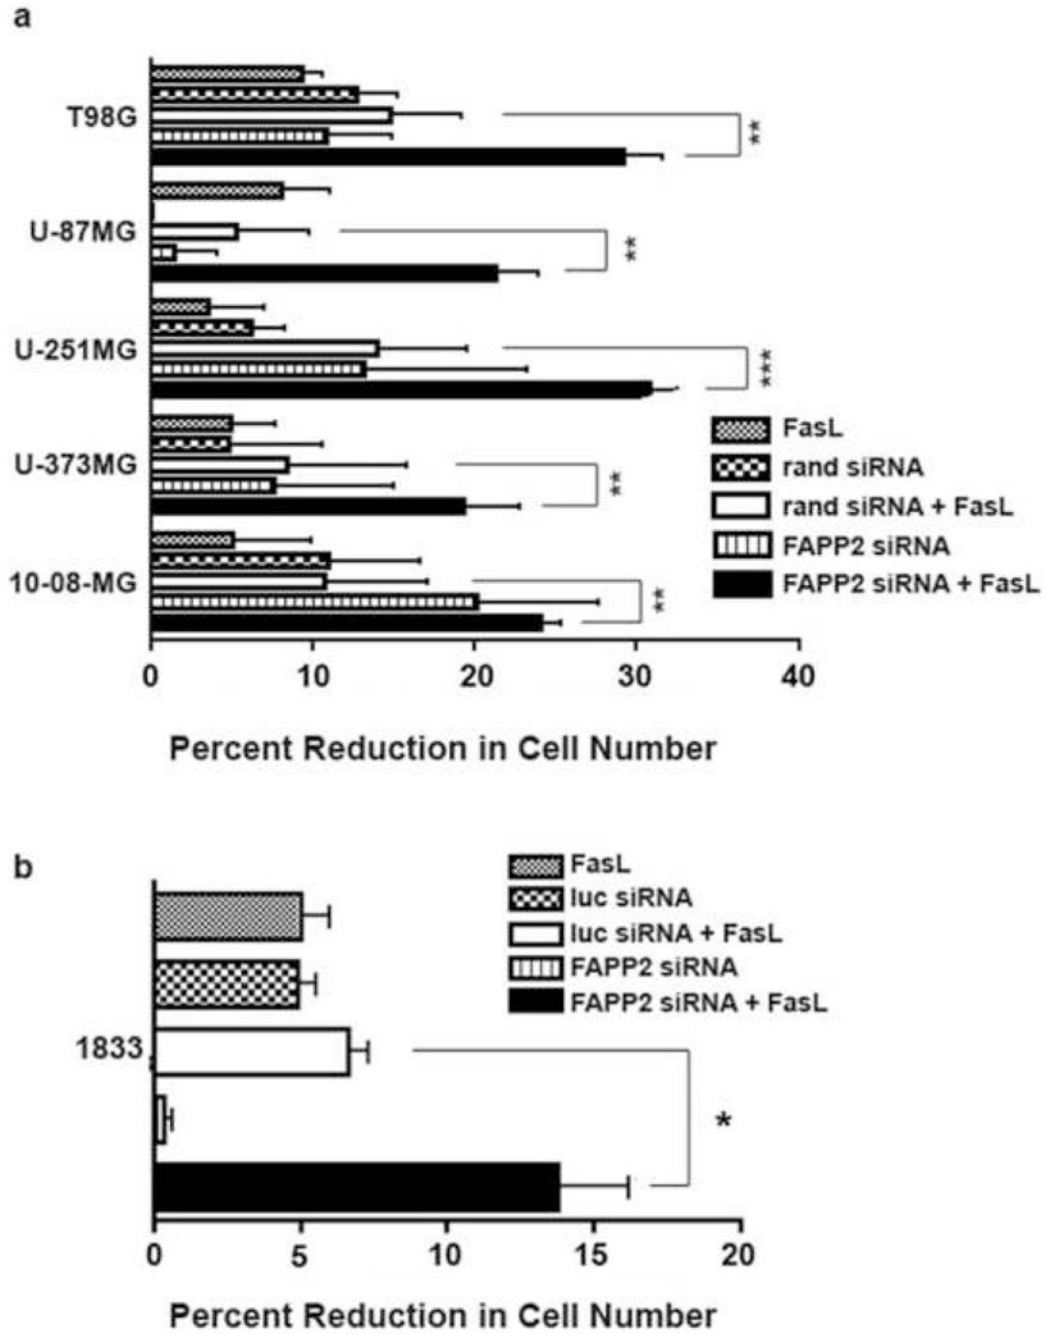 a
T98G
**
U-87MG
**
U-251MG
***
U-373MG
**
10-08-MG
**
FasL
rand siRNA
rand siRNA + FasL
FAPP2 siRNA
FAPP2 siRNA + FasL
0 10 20 30 40
Percent Reduction in Cell Number
b
FasL
luc siRNA
luc siRNA + FasL
FAPP2 siRNA
FAPP2 siRNA + FasL
1833
*
0 5 10 15 20
Percent Reduction in Cell Number